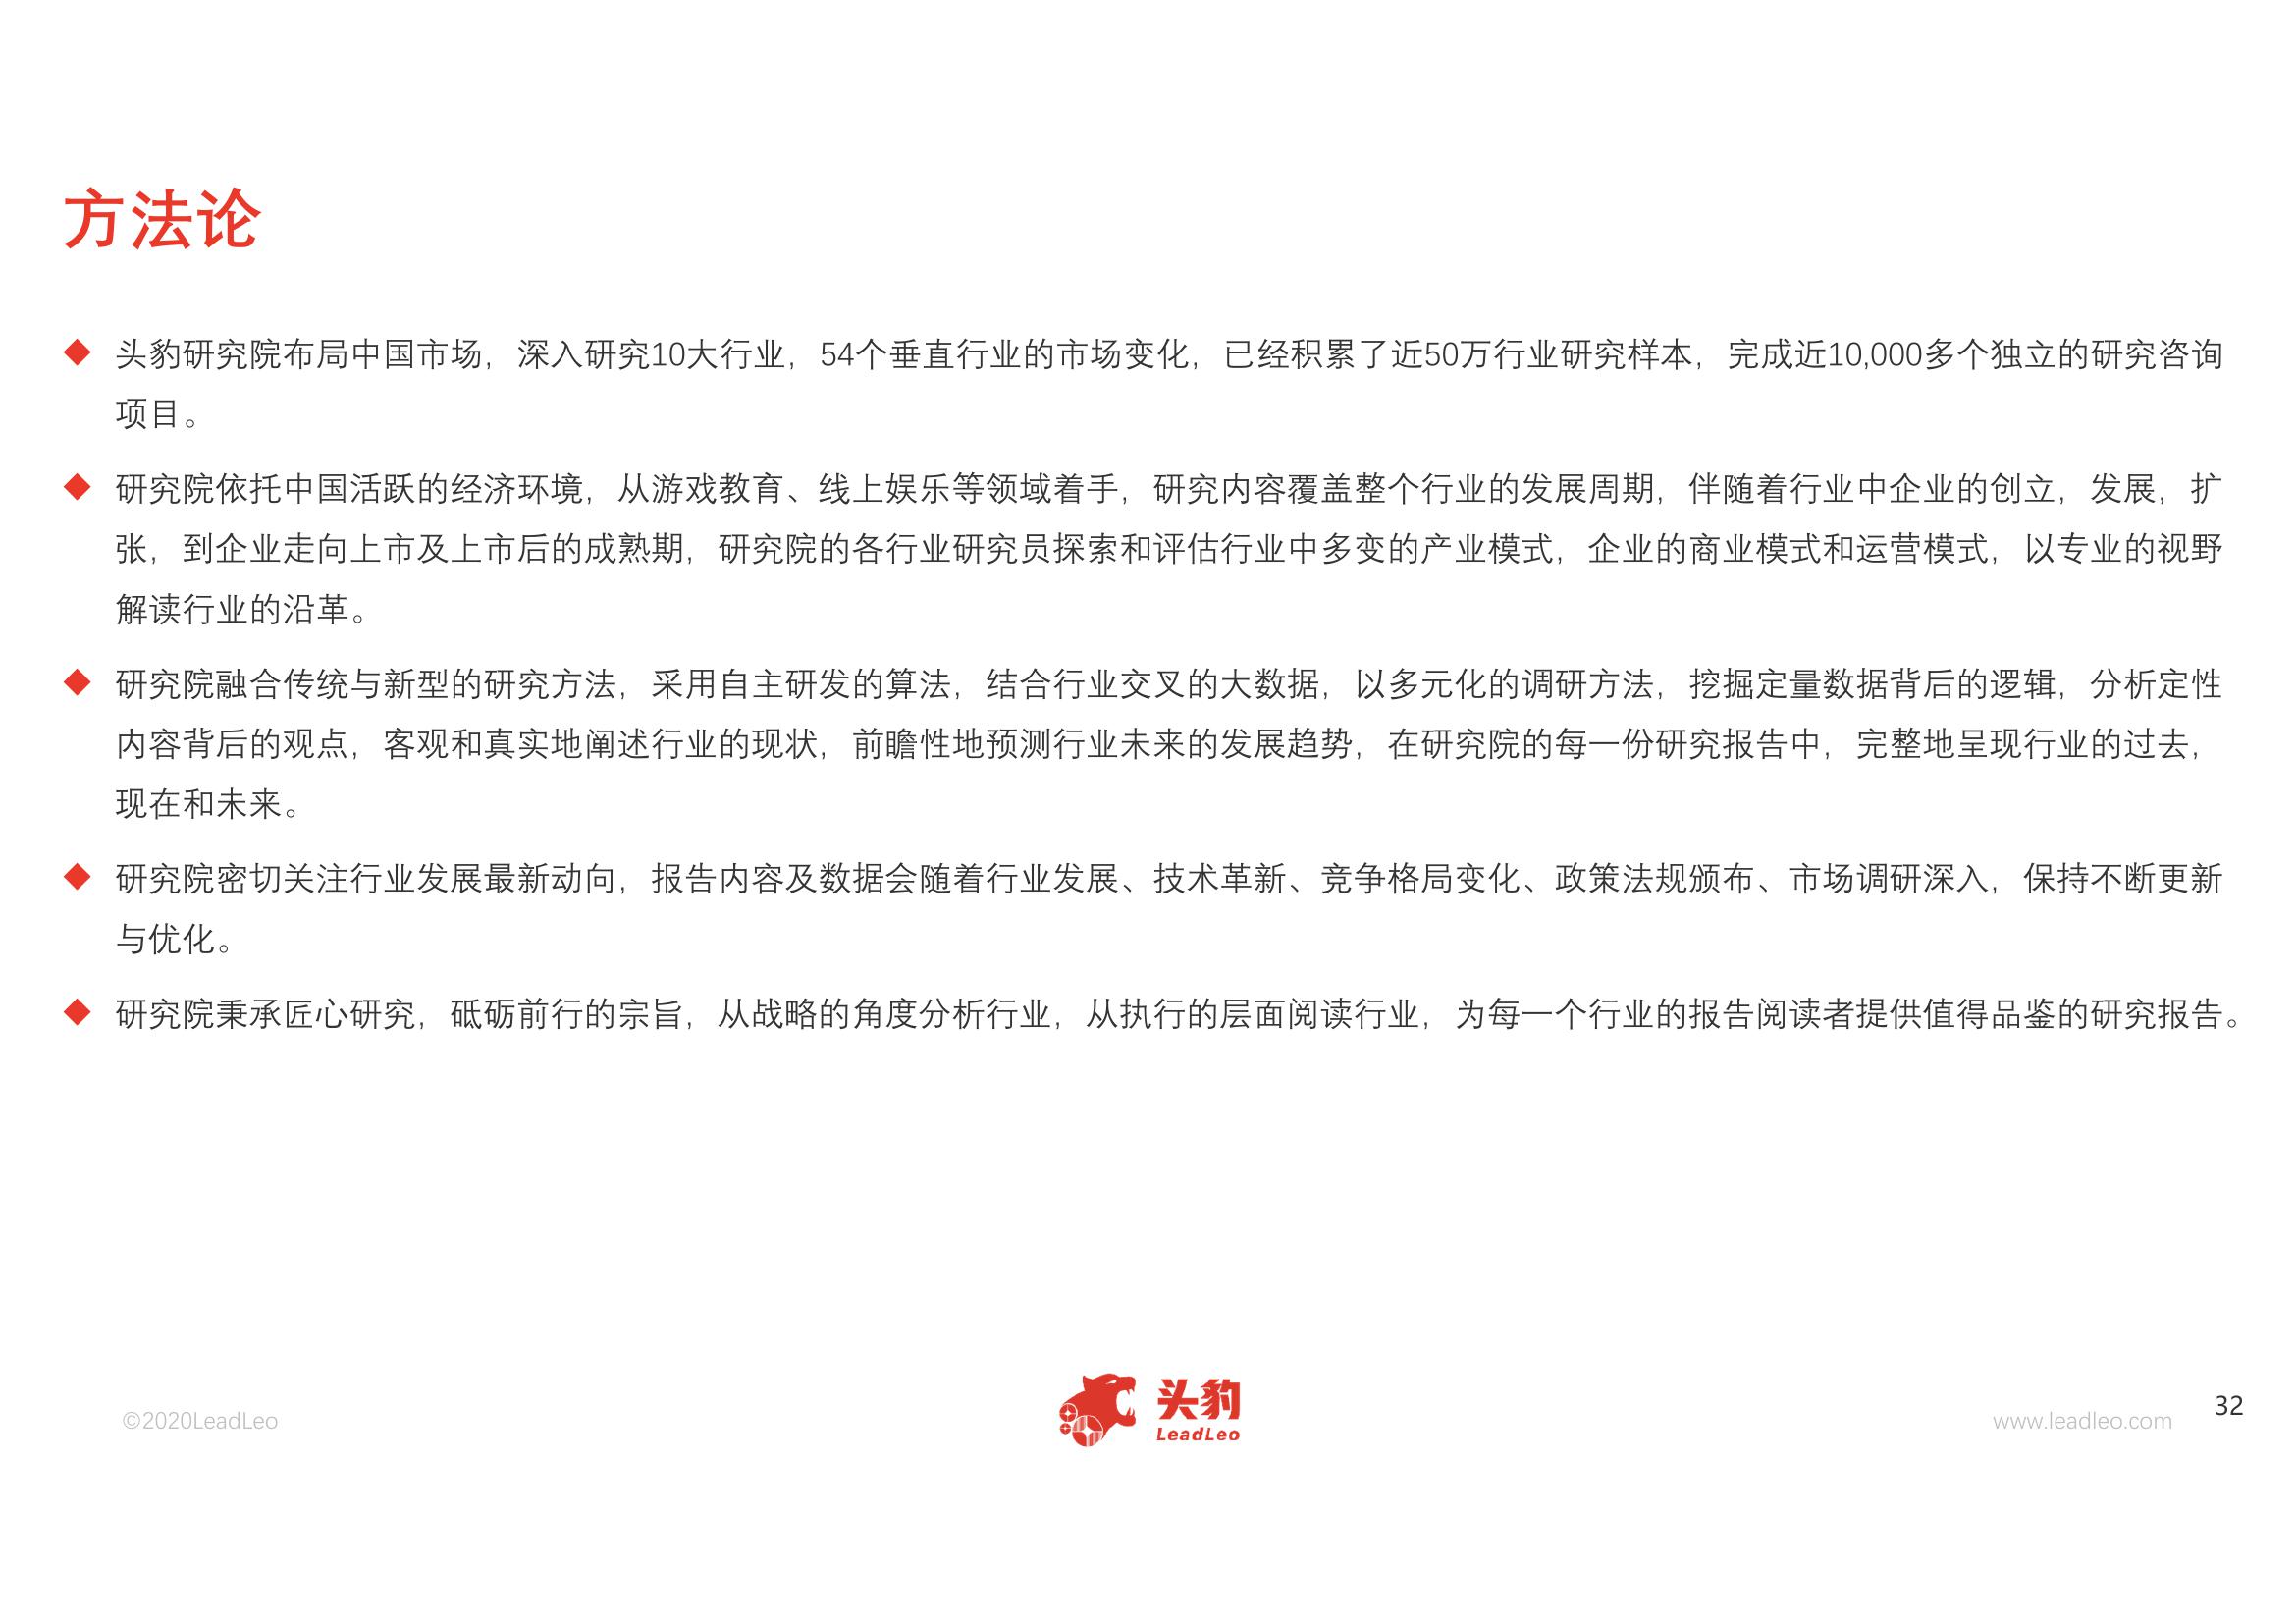 方法论
◆ 头豹研究院布局中国市场，深入研究10大行业，54个垂直行业的市场变化，已经积累了近50万行业研究样本，完成近10,000多个独立的研究咨询
项目。
◆ 研究院依托中国活跃的经济环境，从游戏教育、线上娱乐等领域着手，研究内容覆盖整个行业的发展周期，伴随着行业中企业的创立，发展，扩
张，到企业走向上市及上市后的成熟期，研究院的各行业研究员探索和评估行业中多变的产业模式，企业的商业模式和运营模式，以专业的视野
解读行业的沿革。
◆ 研究院融合传统与新型的研究方法，采用自主研发的算法，结合行业交叉的大数据，以多元化的调研方法，挖掘定量数据背后的逻辑，分析定性
内容背后的观点，客观和真实地阐述行业的现状，前瞻性地预测行业未来的发展趋势，在研究院的每一份研究报告中，完整地呈现行业的过去，
现在和未来。
◆ 研究院密切关注行业发展最新动向，报告内容及数据会随着行业发展、技术革新、竞争格局变化、政策法规颁布、市场调研深入，保持不断更新
与优化。
◆ 研究院秉承匠心研究，砥砺前行的宗旨，从战略的角度分析行业，从执行的层面阅读行业，为每一个行业的报告阅读者提供值得品鉴的研究报告。
©2020LeadLeo
头豹
LeadLeo
www.leadleo.com
32